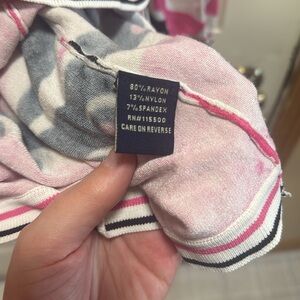 80% RAYON
13% NYLON
7% SPANDEX
RN# 115500
CARE ON REVERSE